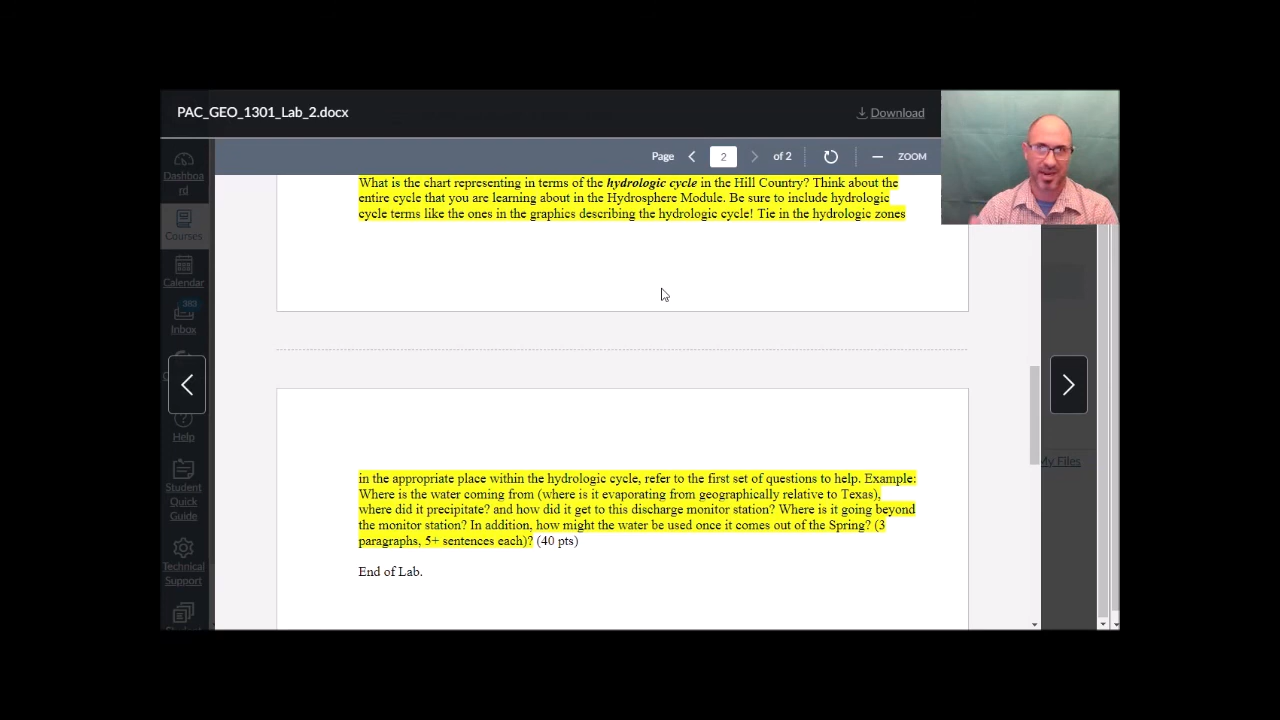 PAC_GEO_1301_Lab_2.docx
Download
Page
2
of 2
ZOOM
Dashboa
rd
Courses
Calendar
383
Inbox
Help
Student
Quick
Guide
Technical
Support
What is the chart representing in terms of the hydrologic cycle in the Hill Country? Think about the
entire cycle that you are learning about in the Hydrosphere Module. Be sure to include hydrologic
cycle terms like the ones in the graphics describing the hydrologic cycle! Tie in the hydrologic zones
in the appropriate place within the hydrologic cycle, refer to the first set of questions to help. Example:
Where is the water coming from (where is it evaporating from geographically relative to Texas),
where did it precipitate? and how did it get to this discharge monitor station? Where is it going beyond
the monitor station? In addition, how might the water be used once it comes out of the Spring? (3
paragraphs, 5+ sentences each)? (40 pts)
End of Lab.
My Files